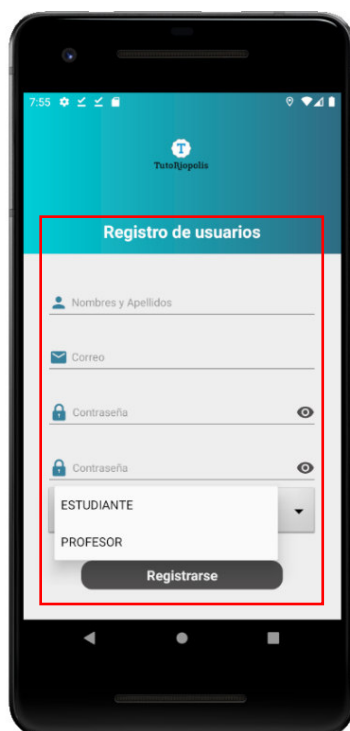 7:55
T
TutoRjopolis
Registro de usuarios
Nombres y Apellidos
Correo
Contraseña
Contraseña
ESTUDIANTE
PROFESOR
Registrarse